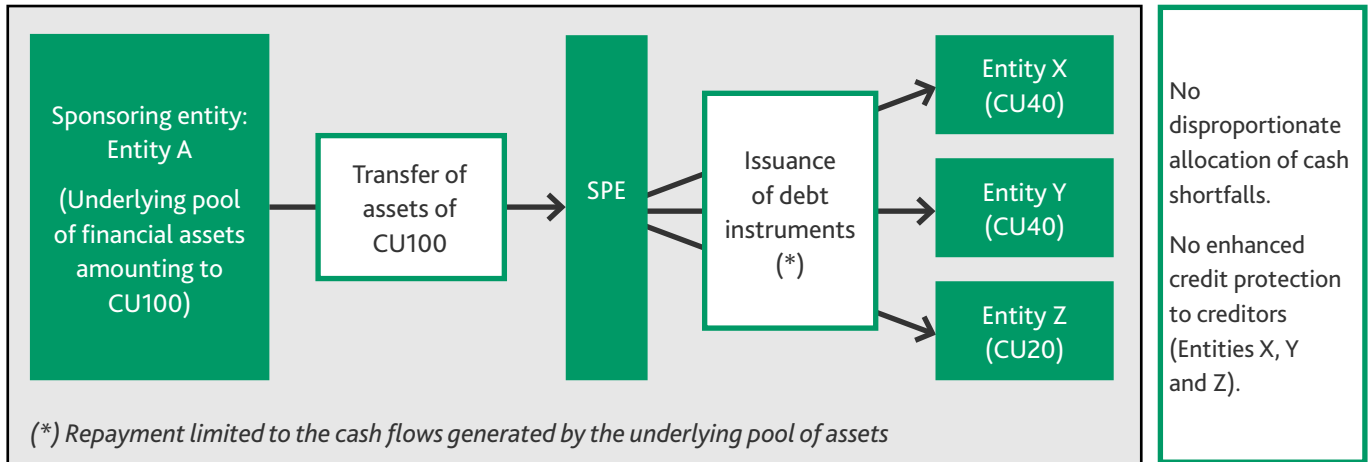 Sponsoring entity:
Entity A
(Underlying pool
of financial assets
amounting to
CU100)
Transfer of
assets of
CU100
SPE
Issuance
of debt
instruments
(*)
Entity X
(CU40)
Entity Y
(CU40)
Entity Z
(CU20)
(*) Repayment limited to the cash flows generated by the underlying pool of assets
No
disproportionate
allocation of cash
shortfalls.
No enhanced
credit protection
to creditors
(Entities X, Y
and Z).